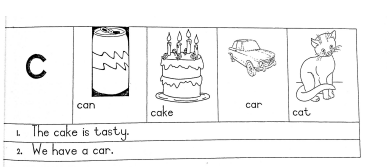 C
can
cake
car
cat
1. The cake is tasty.
2. We have a car.